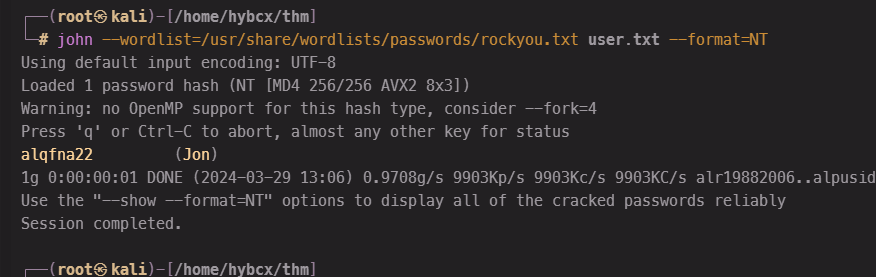 ┌──(root㉿kali)-[/home/hybcx/thm]
└─# john --wordlist=/usr/share/wordlists/passwords/rockyou.txt user.txt --format=NT
Using default input encoding: UTF-8
Loaded 1 password hash (NT [MD4 256/256 AVX2 8x3])
Warning: no OpenMP support for this hash type, consider --fork=4
Press 'q' or Ctrl-C to abort, almost any other key for status
alqfna22         (Jon)
1g 0:00:00:01 DONE (2024-03-29 13:06) 0.9708g/s 9903Kp/s 9903Kc/s 9903KC/s alr19882006..alpusid
Use the "--show --format=NT" options to display all of the cracked passwords reliably
Session completed.
┌──(root㉿kali)-[/home/hybcx/thm]